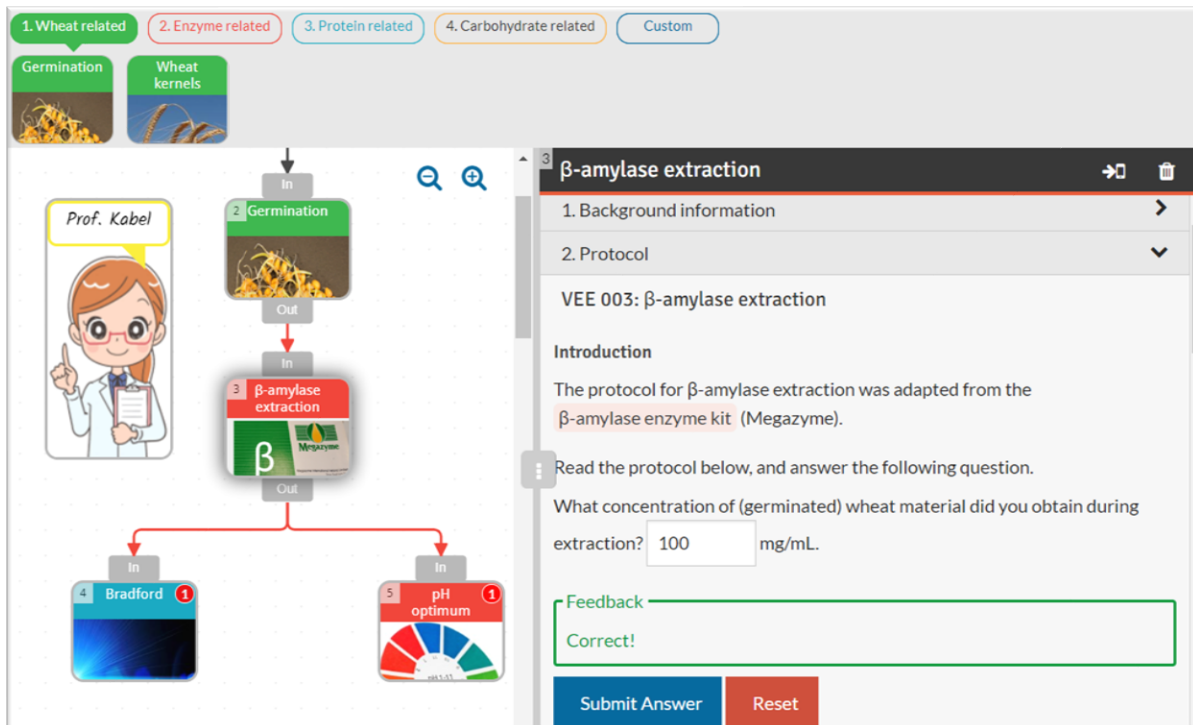 1. Wheat related
2. Enzyme related
3. Protein related
4. Carbohydrate related
Custom
Germination
Wheat
kernels
In
2 Germination
Out
Prof. Kabel
In
3 β-amylase
extraction
β
Megazyme
Out
In
4 Bradford 1
In
5 pH 1
optimum
3 β-amylase extraction
1. Background information
2. Protocol
VEE 003: β-amylase extraction
Introduction
The protocol for β-amylase extraction was adapted from the
β-amylase enzyme kit (Megazyme).
Read the protocol below, and answer the following question.
What concentration of (germinated) wheat material did you obtain during
extraction? 100 mg/mL.
Feedback
Correct!
Submit Answer
Reset